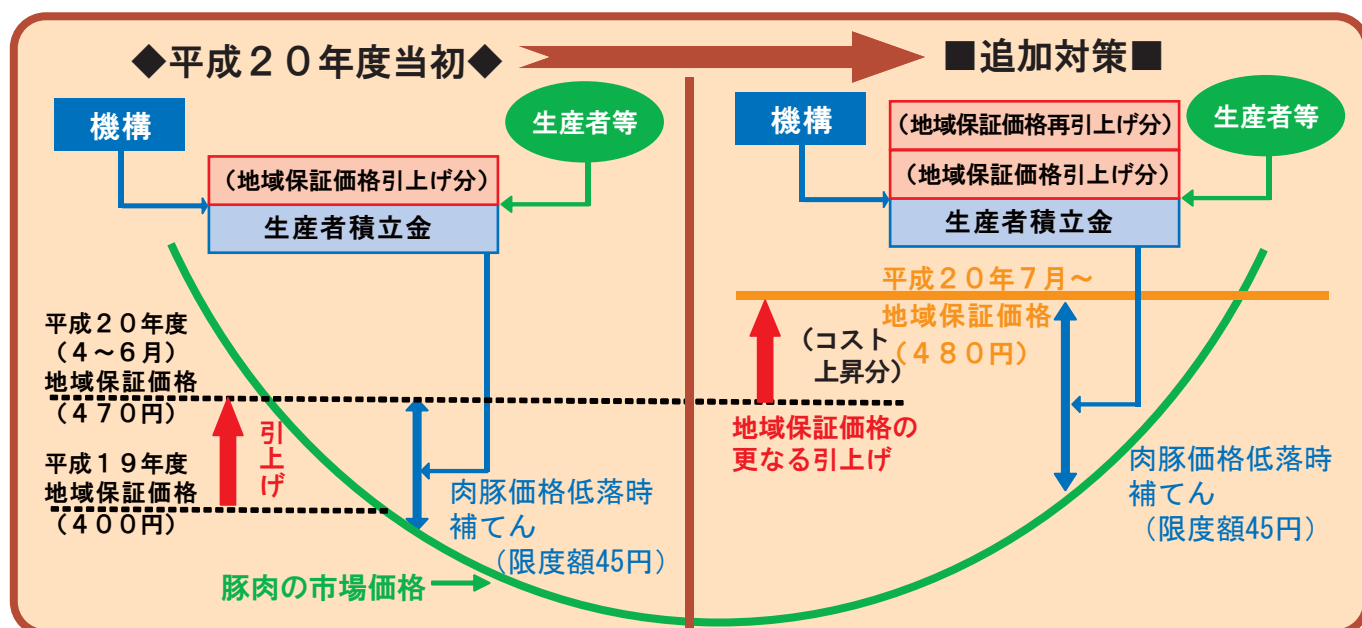 ◆平成２０年度当初◆
機構
生産者等
（地域保証価格引上げ分）
生産者積立金
平成２０年度
（４～６月）
地域保証価格
（４７０円）
引上げ
平成１９年度
地域保証価格
（４００円）
肉豚価格低落時
補てん
（限度額45円）
豚肉の市場価格
■追加対策■
機構
生産者等
（地域保証価格再引上げ分）
（地域保証価格引上げ分）
生産者積立金
平成２０年７月～
地域保証価格
（４８０円）
（コスト
上昇分）
地域保証価格の
更なる引上げ
肉豚価格低落時
補てん
（限度額45円）